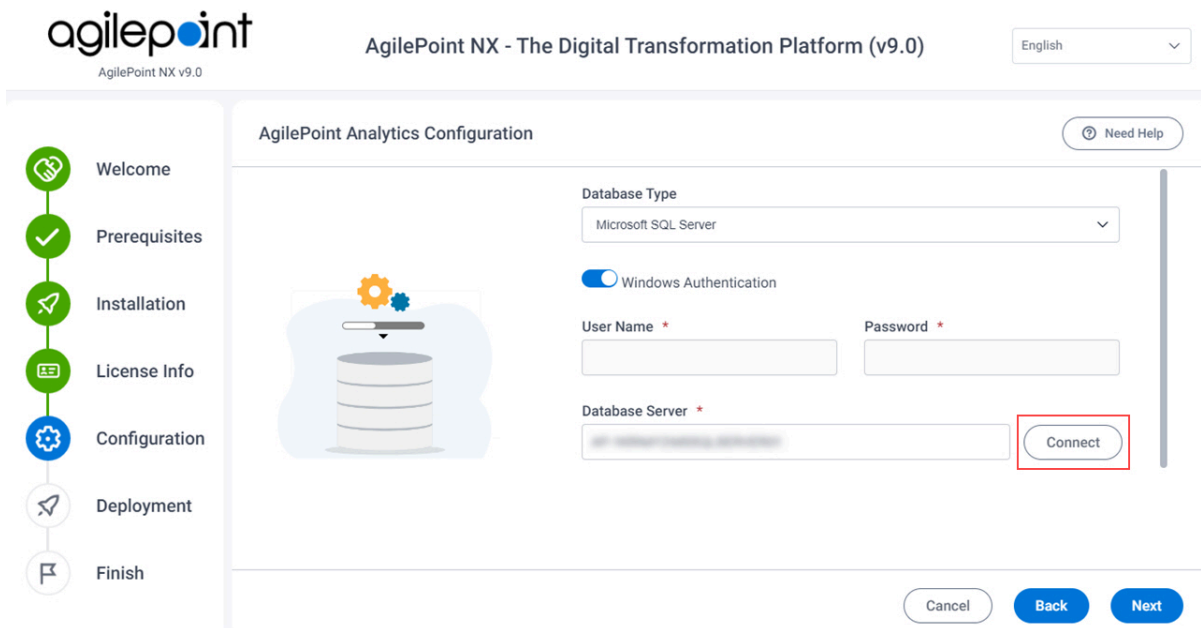 agilepoint
AgilePoint NX v9.0
AgilePoint NX - The Digital Transformation Platform (v9.0)
English
Welcome
Prerequisites
Installation
License Info
Configuration
Deployment
Finish
AgilePoint Analytics Configuration
Need Help
Database Type
Microsoft SQL Server
Windows Authentication
User Name *
Password *
Database Server *
Connect
Cancel
Back
Next